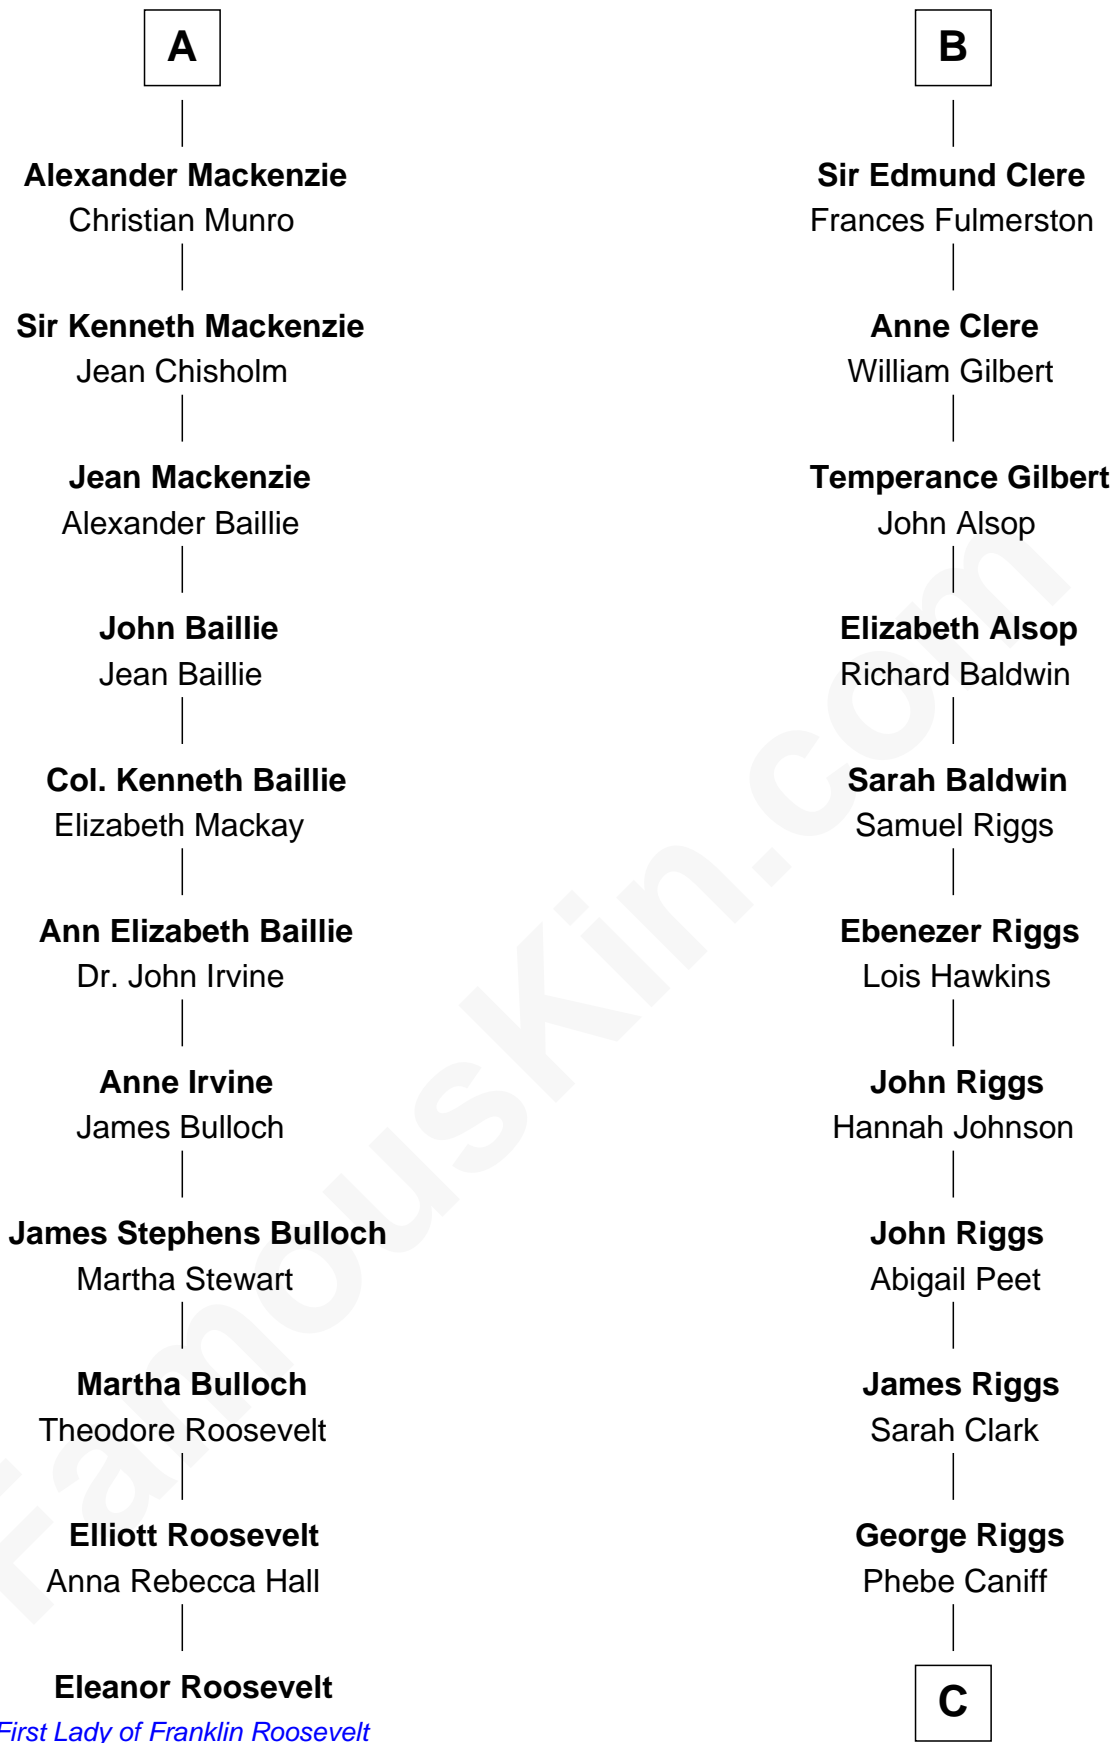 A
Alexander Mackenzie
Christian Munro
Sir Kenneth Mackenzie
Jean Chisholm
Jean Mackenzie
Alexander Baillie
John Baillie
Jean Baillie
Col. Kenneth Baillie
Elizabeth Mackay
Ann Elizabeth Baillie
Dr. John Irvine
Anne Irvine
James Bulloch
James Stephens Bulloch
Martha Stewart
Martha Bulloch
Theodore Roosevelt
Elliott Roosevelt
Anna Rebecca Hall
Eleanor Roosevelt
First Lady of Franklin Roosevelt
B
Sir Edmund Clere
Frances Fulmerston
Anne Clere
William Gilbert
Temperance Gilbert
John Alsop
Elizabeth Alsop
Richard Baldwin
Sarah Baldwin
Samuel Riggs
Ebenezer Riggs
Lois Hawkins
John Riggs
Hannah Johnson
John Riggs
Abigail Peet
James Riggs
Sarah Clark
George Riggs
Phebe Caniff
C
FamousKin.com